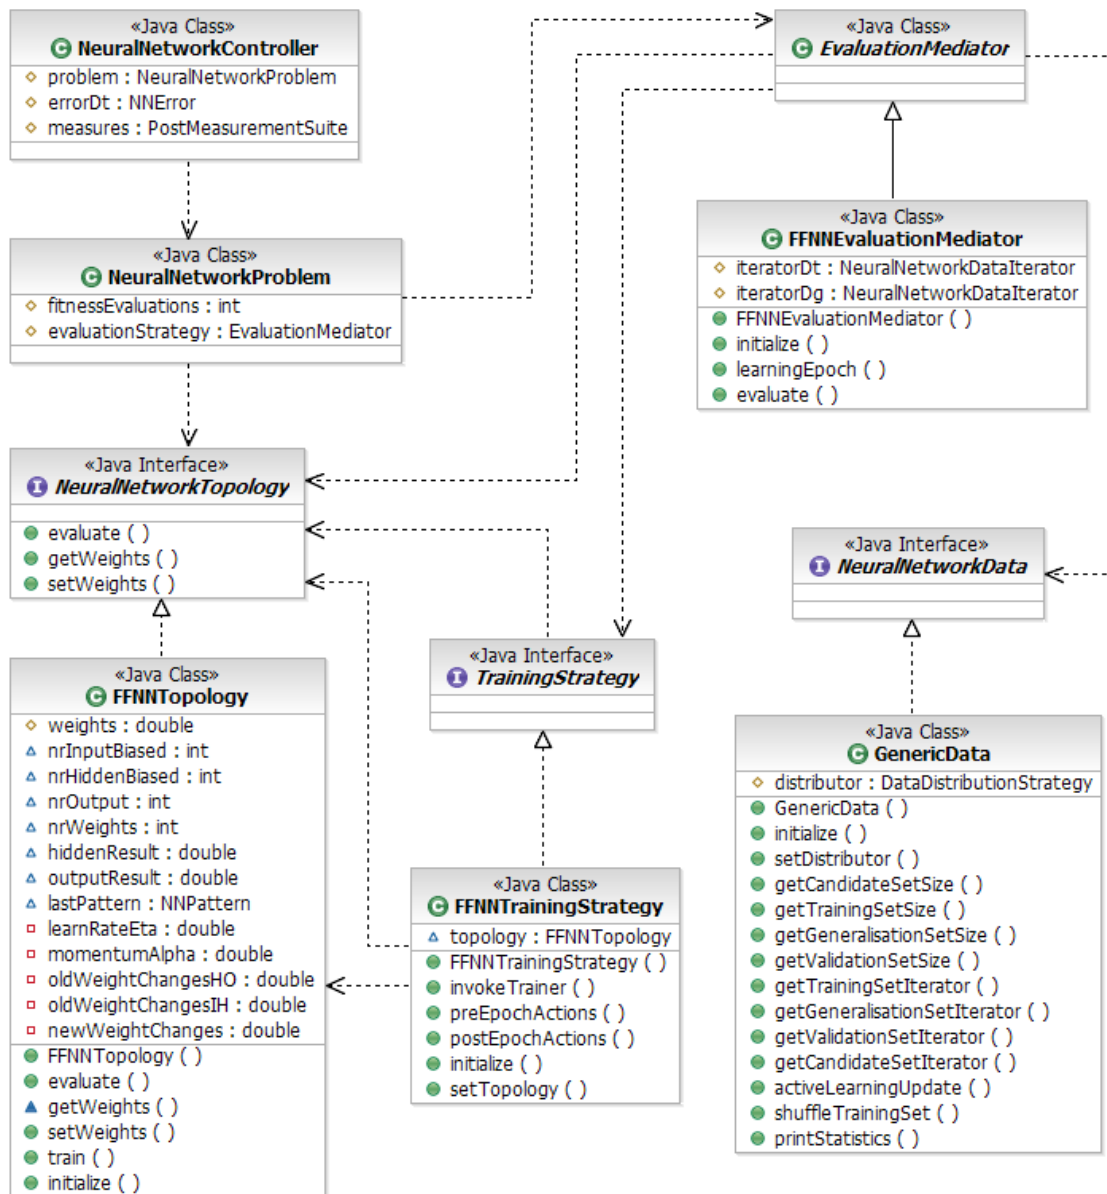 «Java Class»
NeuralNetworkController
problem : NeuralNetworkProblem
errorDt : NNError
measures : PostMeasurementSuite
«Java Class»
EvaluationMediator
«Java Class»
FFNNEvaluationMediator
iteratorDt : NeuralNetworkDataIterator
iteratorDg : NeuralNetworkDataIterator
FFNNEvaluationMediator ( )
initialize ( )
learningEpoch ( )
evaluate ( )
«Java Class»
NeuralNetworkProblem
fitnessEvaluations : int
evaluationStrategy : EvaluationMediator
«Java Interface»
NeuralNetworkTopology
evaluate ( )
getWeights ( )
setWeights ( )
«Java Interface»
NeuralNetworkData
«Java Interface»
TrainingStrategy
«Java Class»
FFNNTopology
weights : double
nrInputBiased : int
nrHiddenBiased : int
nrOutput : int
nrWeights : int
hiddenResult : double
outputResult : double
lastPattern : NNPattern
learnRateEta : double
momentumAlpha : double
oldWeightChangesHO : double
oldWeightChangesIH : double
newWeightChanges : double
FFNNTopology ( )
evaluate ( )
getWeights ( )
setWeights ( )
train ( )
initialize ( )
«Java Class»
FFNNTrainingStrategy
topology : FFNNTopology
FFNNTrainingStrategy ( )
invokeTrainer ( )
preEpochActions ( )
postEpochActions ( )
initialize ( )
setTopology ( )
«Java Class»
GenericData
distributor : DataDistributionStrategy
GenericData ( )
initialize ( )
setDistributor ( )
getCandidateSetSize ( )
getTrainingSetSize ( )
getGeneralisationSetSize ( )
getValidationSetSize ( )
getTrainingSetIterator ( )
getGeneralisationSetIterator ( )
getValidationSetIterator ( )
getCandidateSetIterator ( )
activeLearningUpdate ( )
shuffleTrainingSet ( )
printStatistics ( )